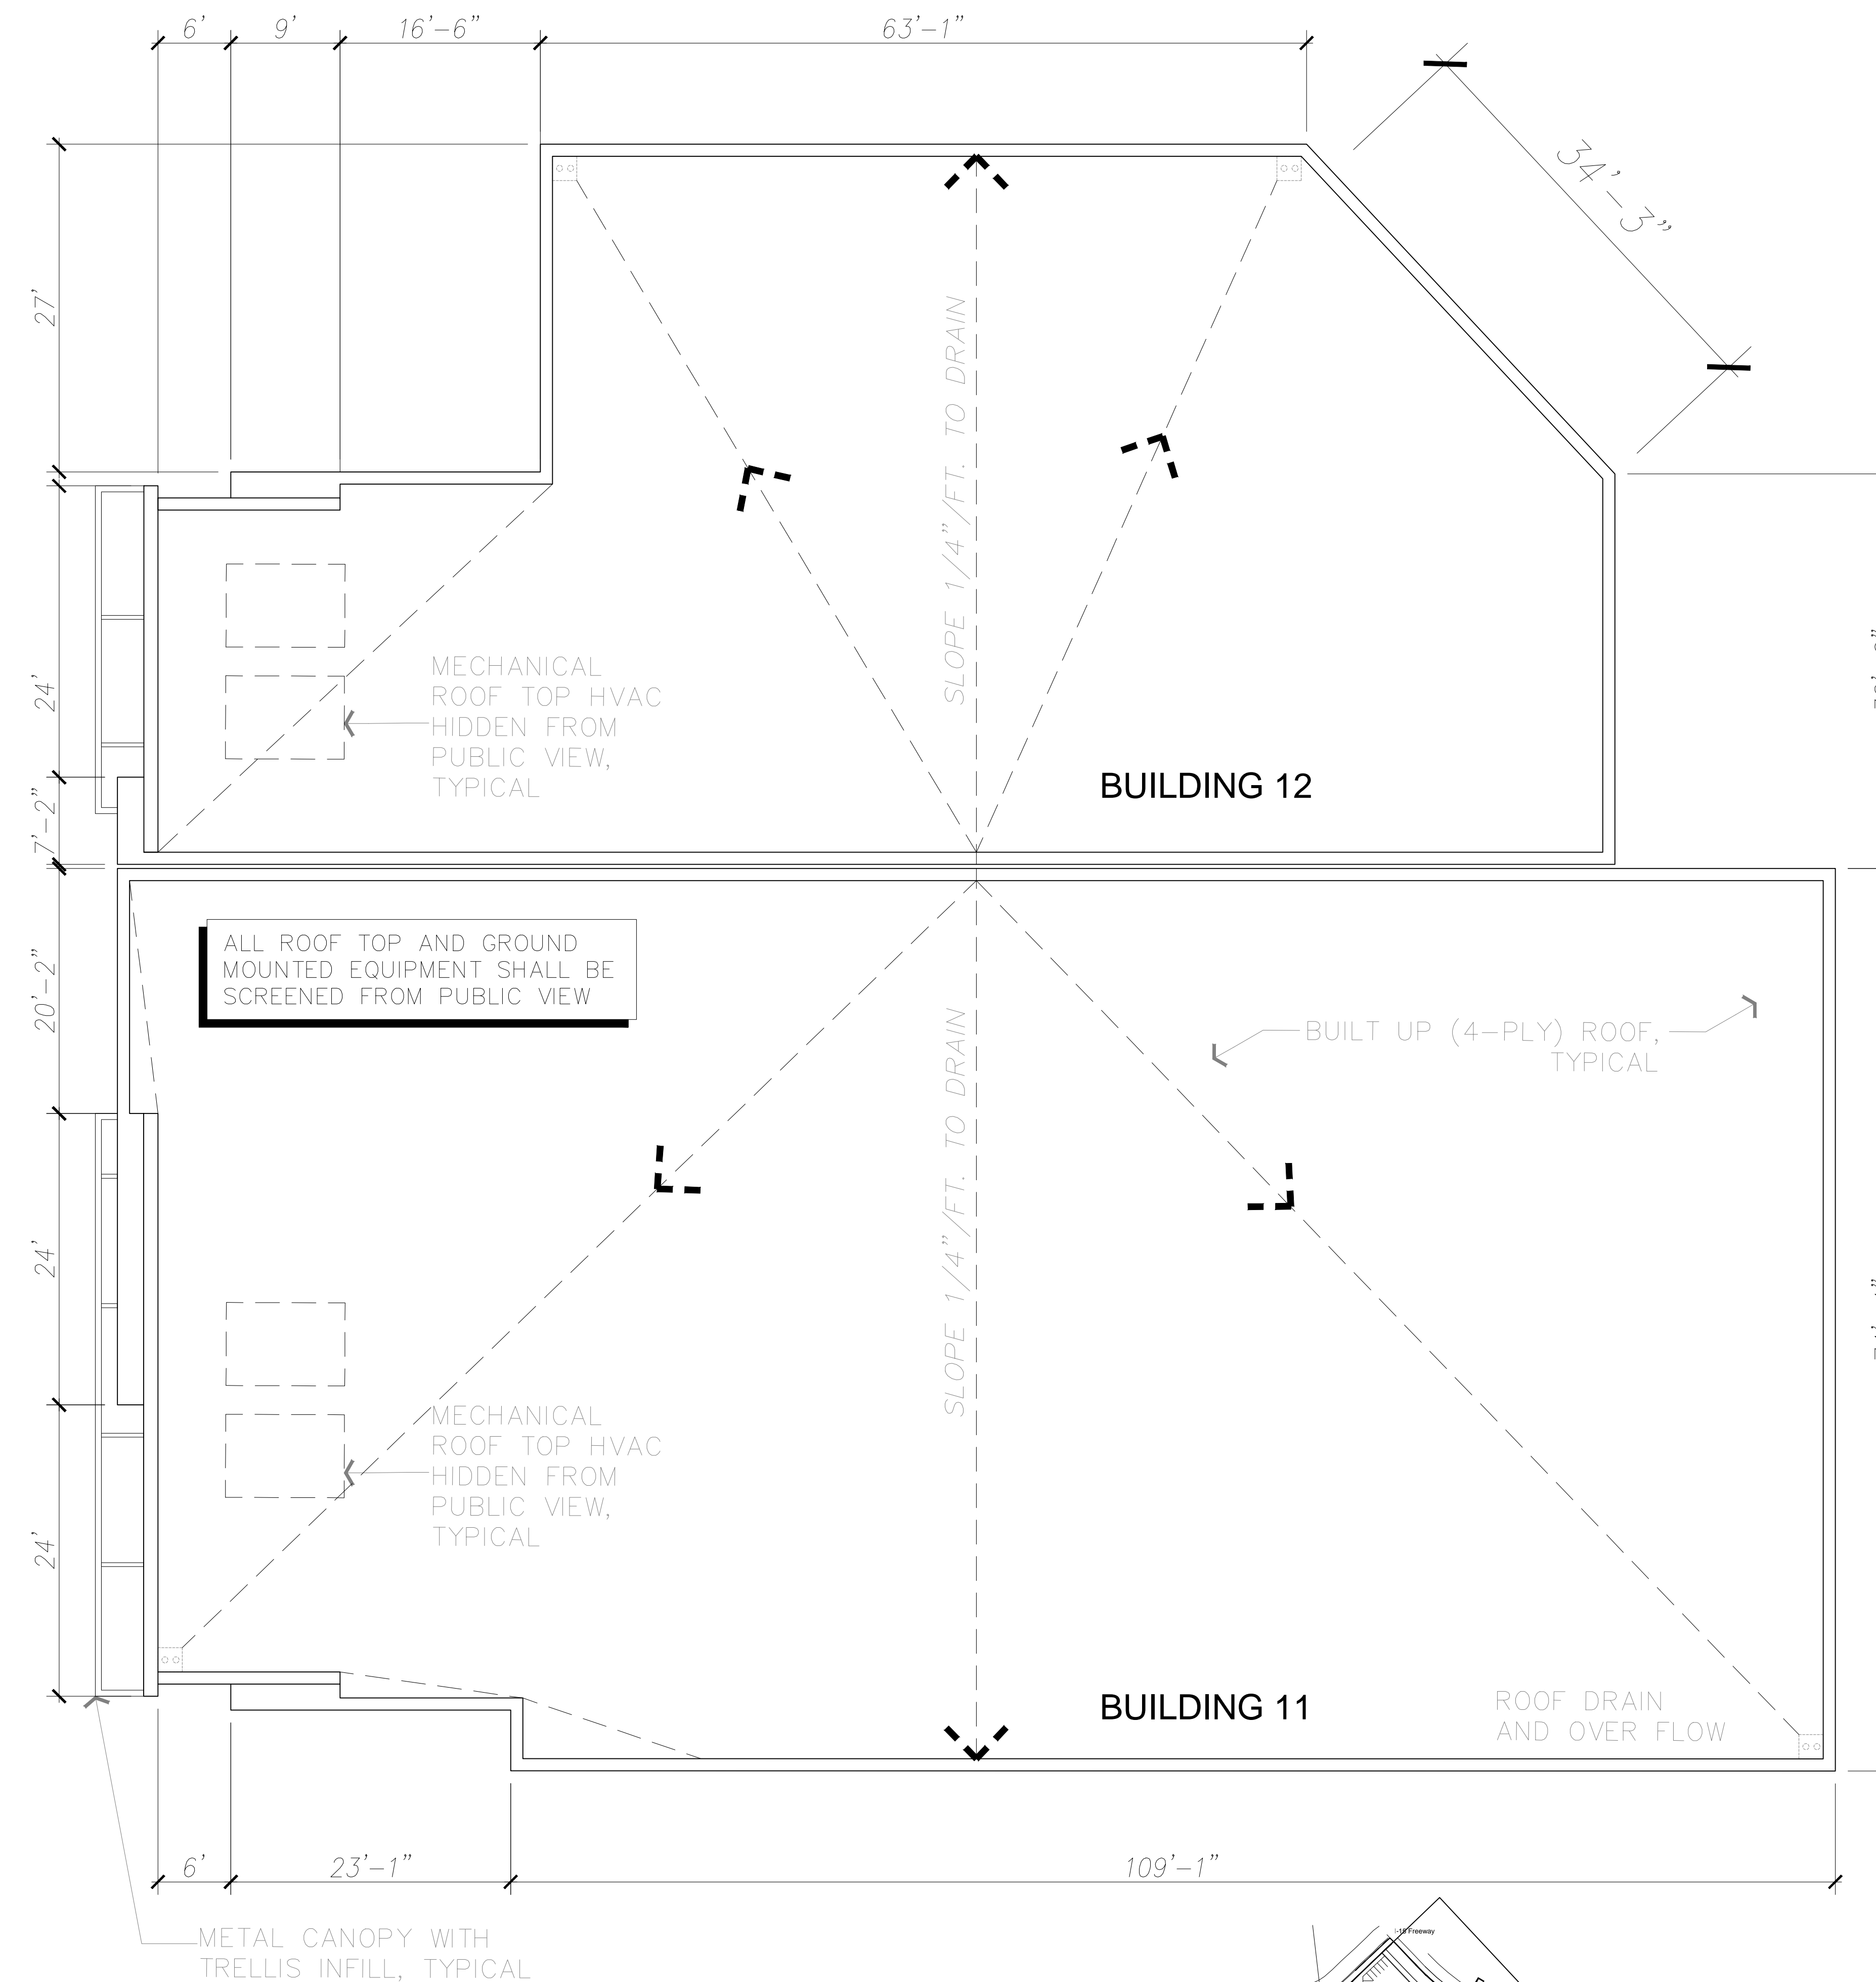 6' 9' 16'-6" 63'-1"
34'-3"
27'
24'
7'-2"
20'-2"
24'
24'
SLOPE 1/4"/FT. TO DRAIN
MECHANICAL
ROOF TOP HVAC
HIDDEN FROM
PUBLIC VIEW,
TYPICAL
BUILDING 12
ALL ROOF TOP AND GROUND
MOUNTED EQUIPMENT SHALL BE
SCREENED FROM PUBLIC VIEW
BUILT UP (4-PLY) ROOF,
TYPICAL
SLOPE 1/4"/FT. TO DRAIN
MECHANICAL
ROOF TOP HVAC
HIDDEN FROM
PUBLIC VIEW,
TYPICAL
BUILDING 11
ROOF DRAIN
AND OVER FLOW
6' 23'-1" 109'-1"
METAL CANOPY WITH
TRELLIS INFILL, TYPICAL
I-15 Freeway